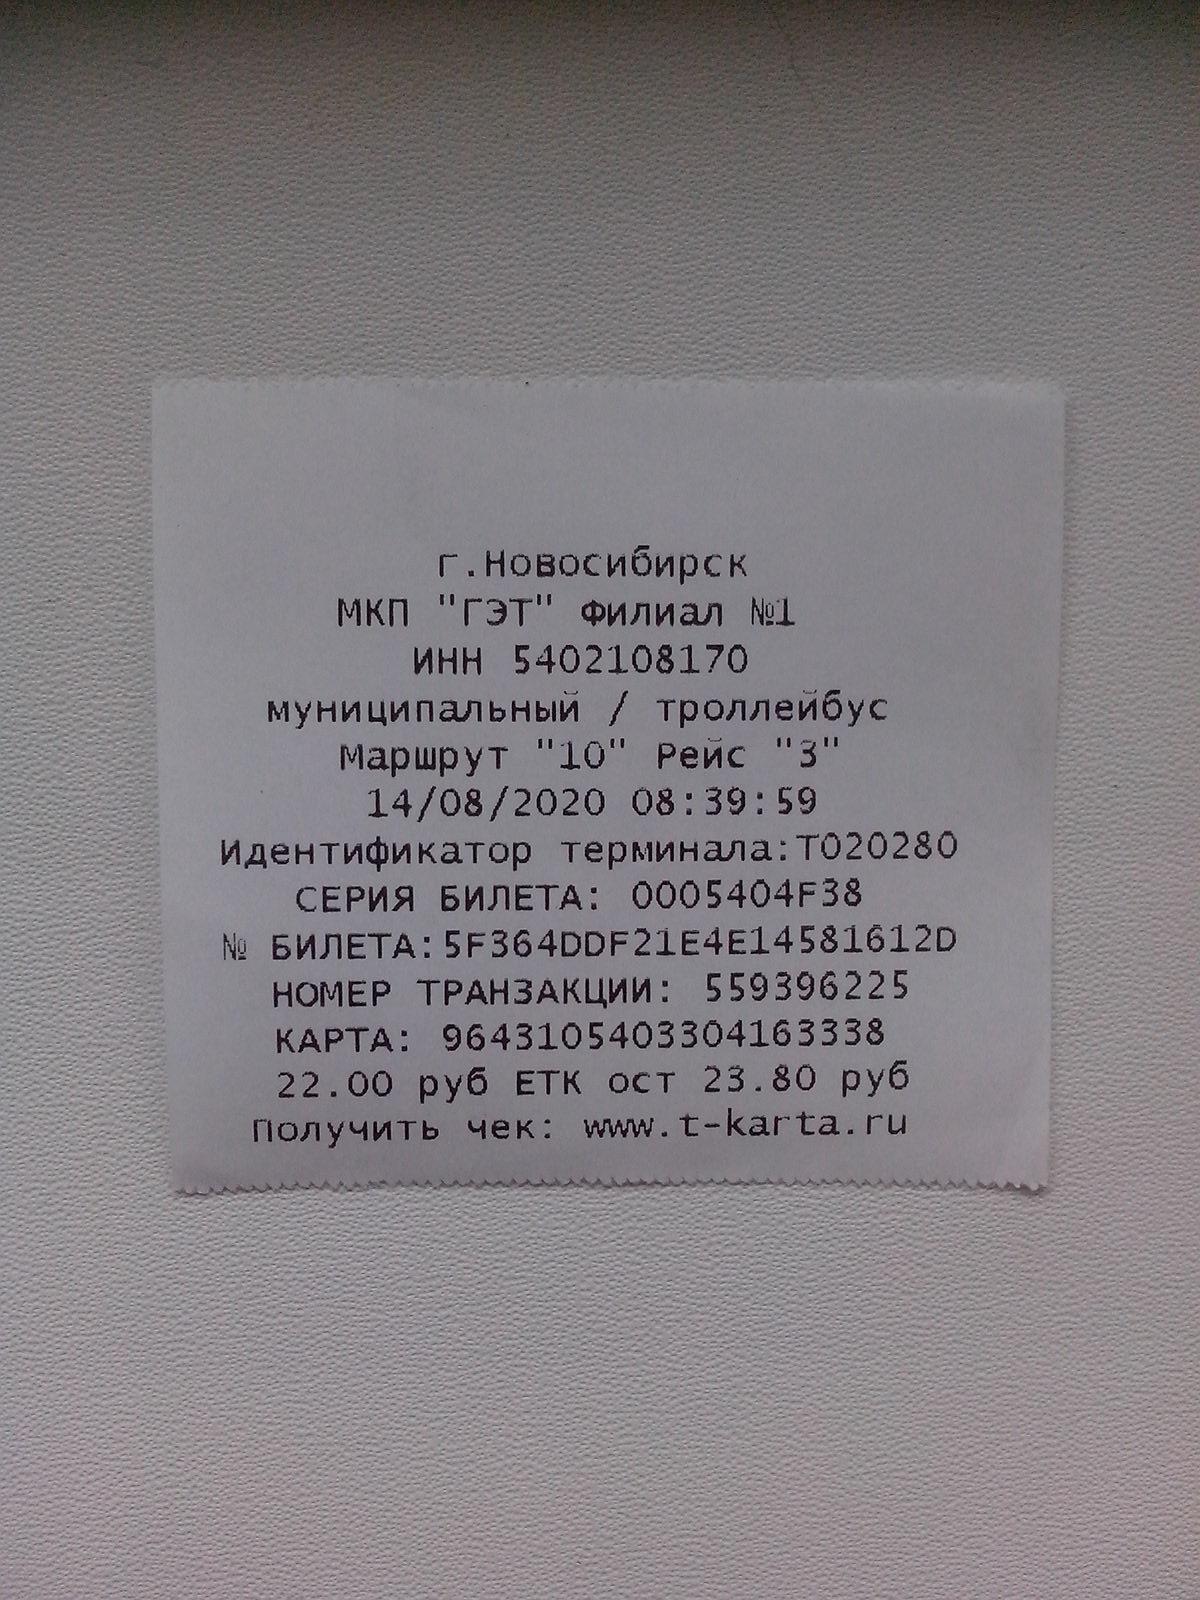 г.Новосибирск
МКП "ГЭТ" Филиал №1
ИНН 5402108170
муниципальный / троллейбус
Маршрут "10" Рейс "3"
14/08/2020 08:39:59
Идентификатор терминала:T020280
СЕРИЯ БИЛЕТА: 0005404F38
№ БИЛЕТА:5F364DDF21E4E14581612D
НОМЕР ТРАНЗАКЦИИ: 559396225
КАРТА: 9643105403304163338
22.00 руб ЕТК ост 23.80 руб
Получить чек: www.t-karta.ru